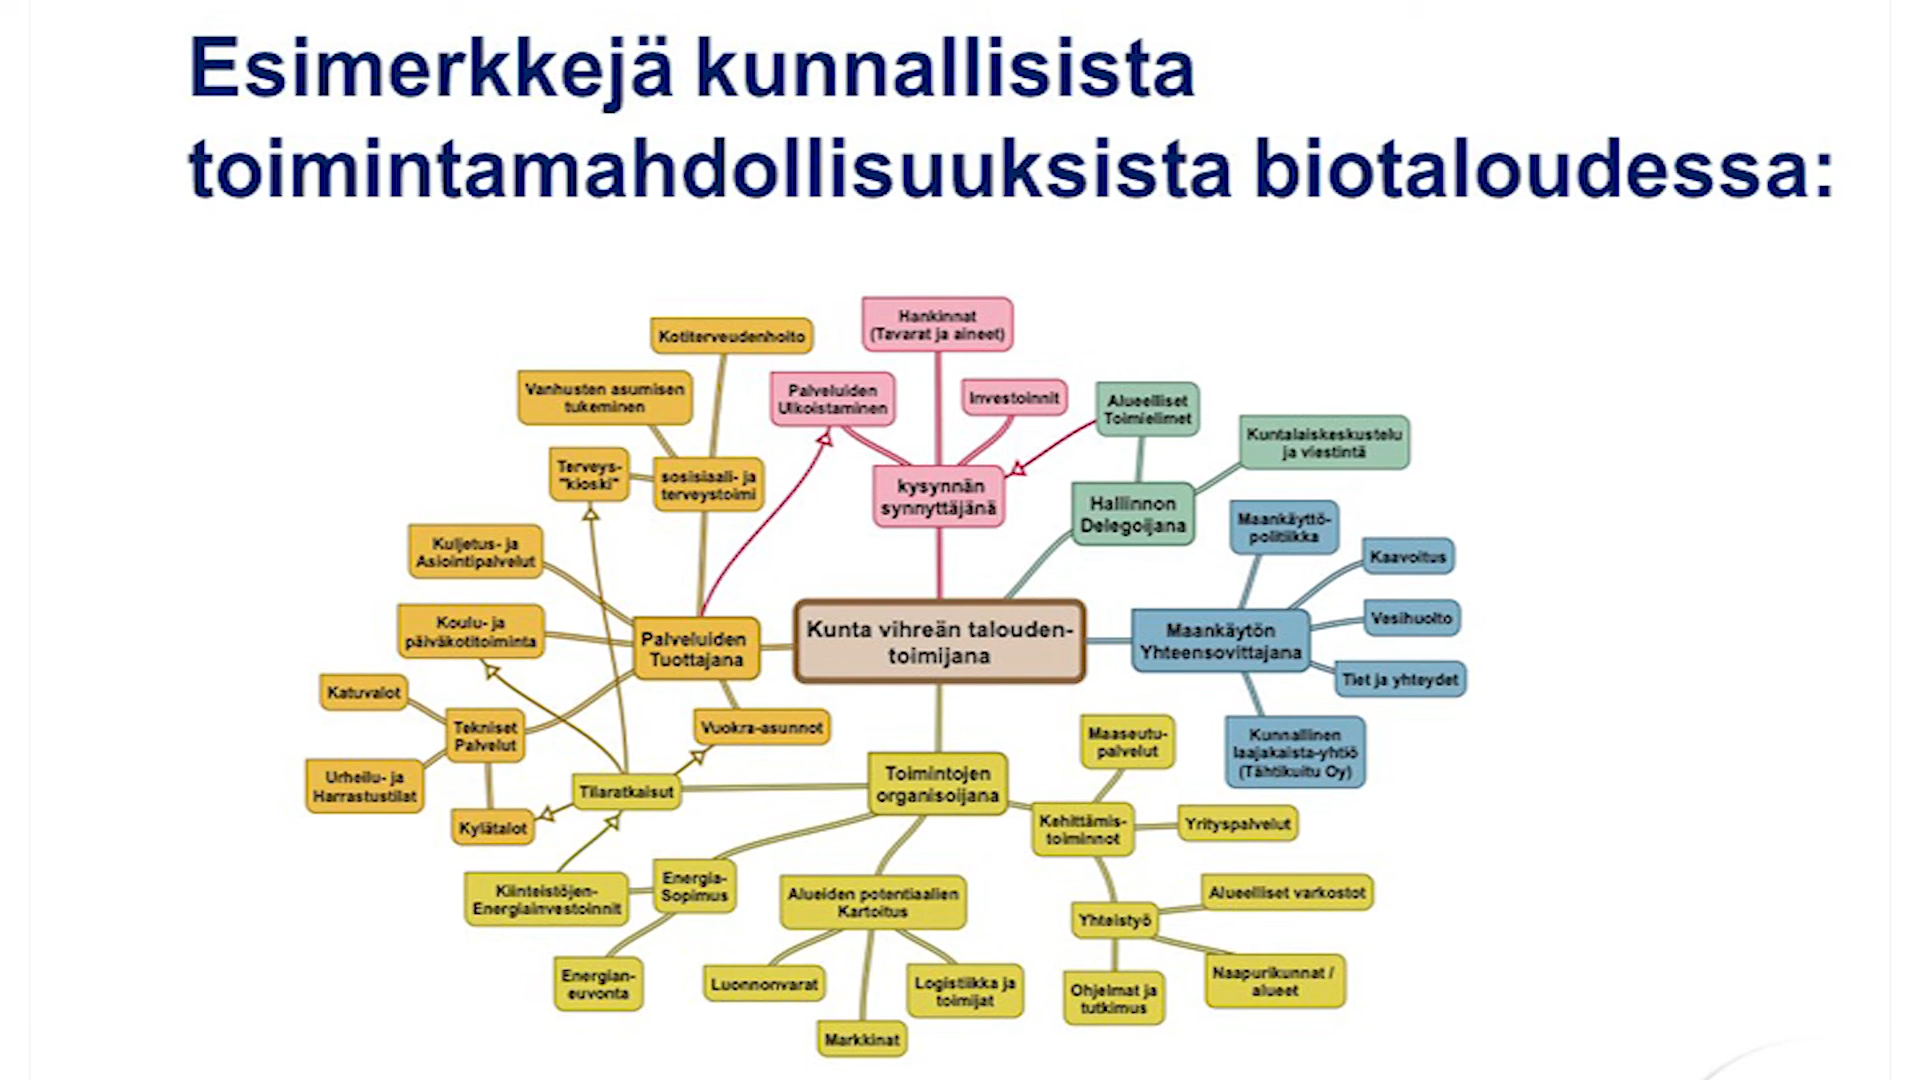 Esimerkkejä kunnallisista
toimintamahdollisuuksista biotaloudessa:
Hankinnat
(Tavarat ja aineet)
Kotiterveudenhoito
Vanhusten asumisen
tukeminen
Palveluiden
Ulkoistaminen
Investoinnit
Alueelliset
Toimielimet
Kuntalaiskeskustelu
ja viestintä
Terveys-
"kioski"
sosisiaali- ja
terveystoimi
kysynnän
synnyttäjänä
Hallinnon
Delegoijana
Maankäyttö-
politiikka
Kuljetus- ja
Asiointipalvelut
Kaavoitus
Koulu- ja
päiväkotitoiminta
Palveluiden
Tuottajana
Kunta vihreän talouden-
toimijana
Maankäytön
Yhteensovittajana
Vesihuolto
Tiet ja yhteydet
Katuvalot
Tekniset
Palvelut
Vuokra-asunnot
Maaseutu-
palvelut
Kunnallinen
laajakaista-yhtiö
(Tähtikuitu Oy)
Urheilu- ja
Harrastustilat
Tilaratkaisut
Toimintojen
organisoijana
Kylätalot
Kehittämis-
toiminnot
Yrityspalvelut
Kiinteistöjen-
Energiainvestoinnit
Energia-
Sopimus
Alueiden potentiaalien
Kartoitus
Alueelliset varkostot
Yhteistyö
Energian-
euvonta
Luonnonvarat
Logistiikka ja
toimijat
Naapurikunnat /
alueet
Ohjelmat ja
tutkimus
Markkinat